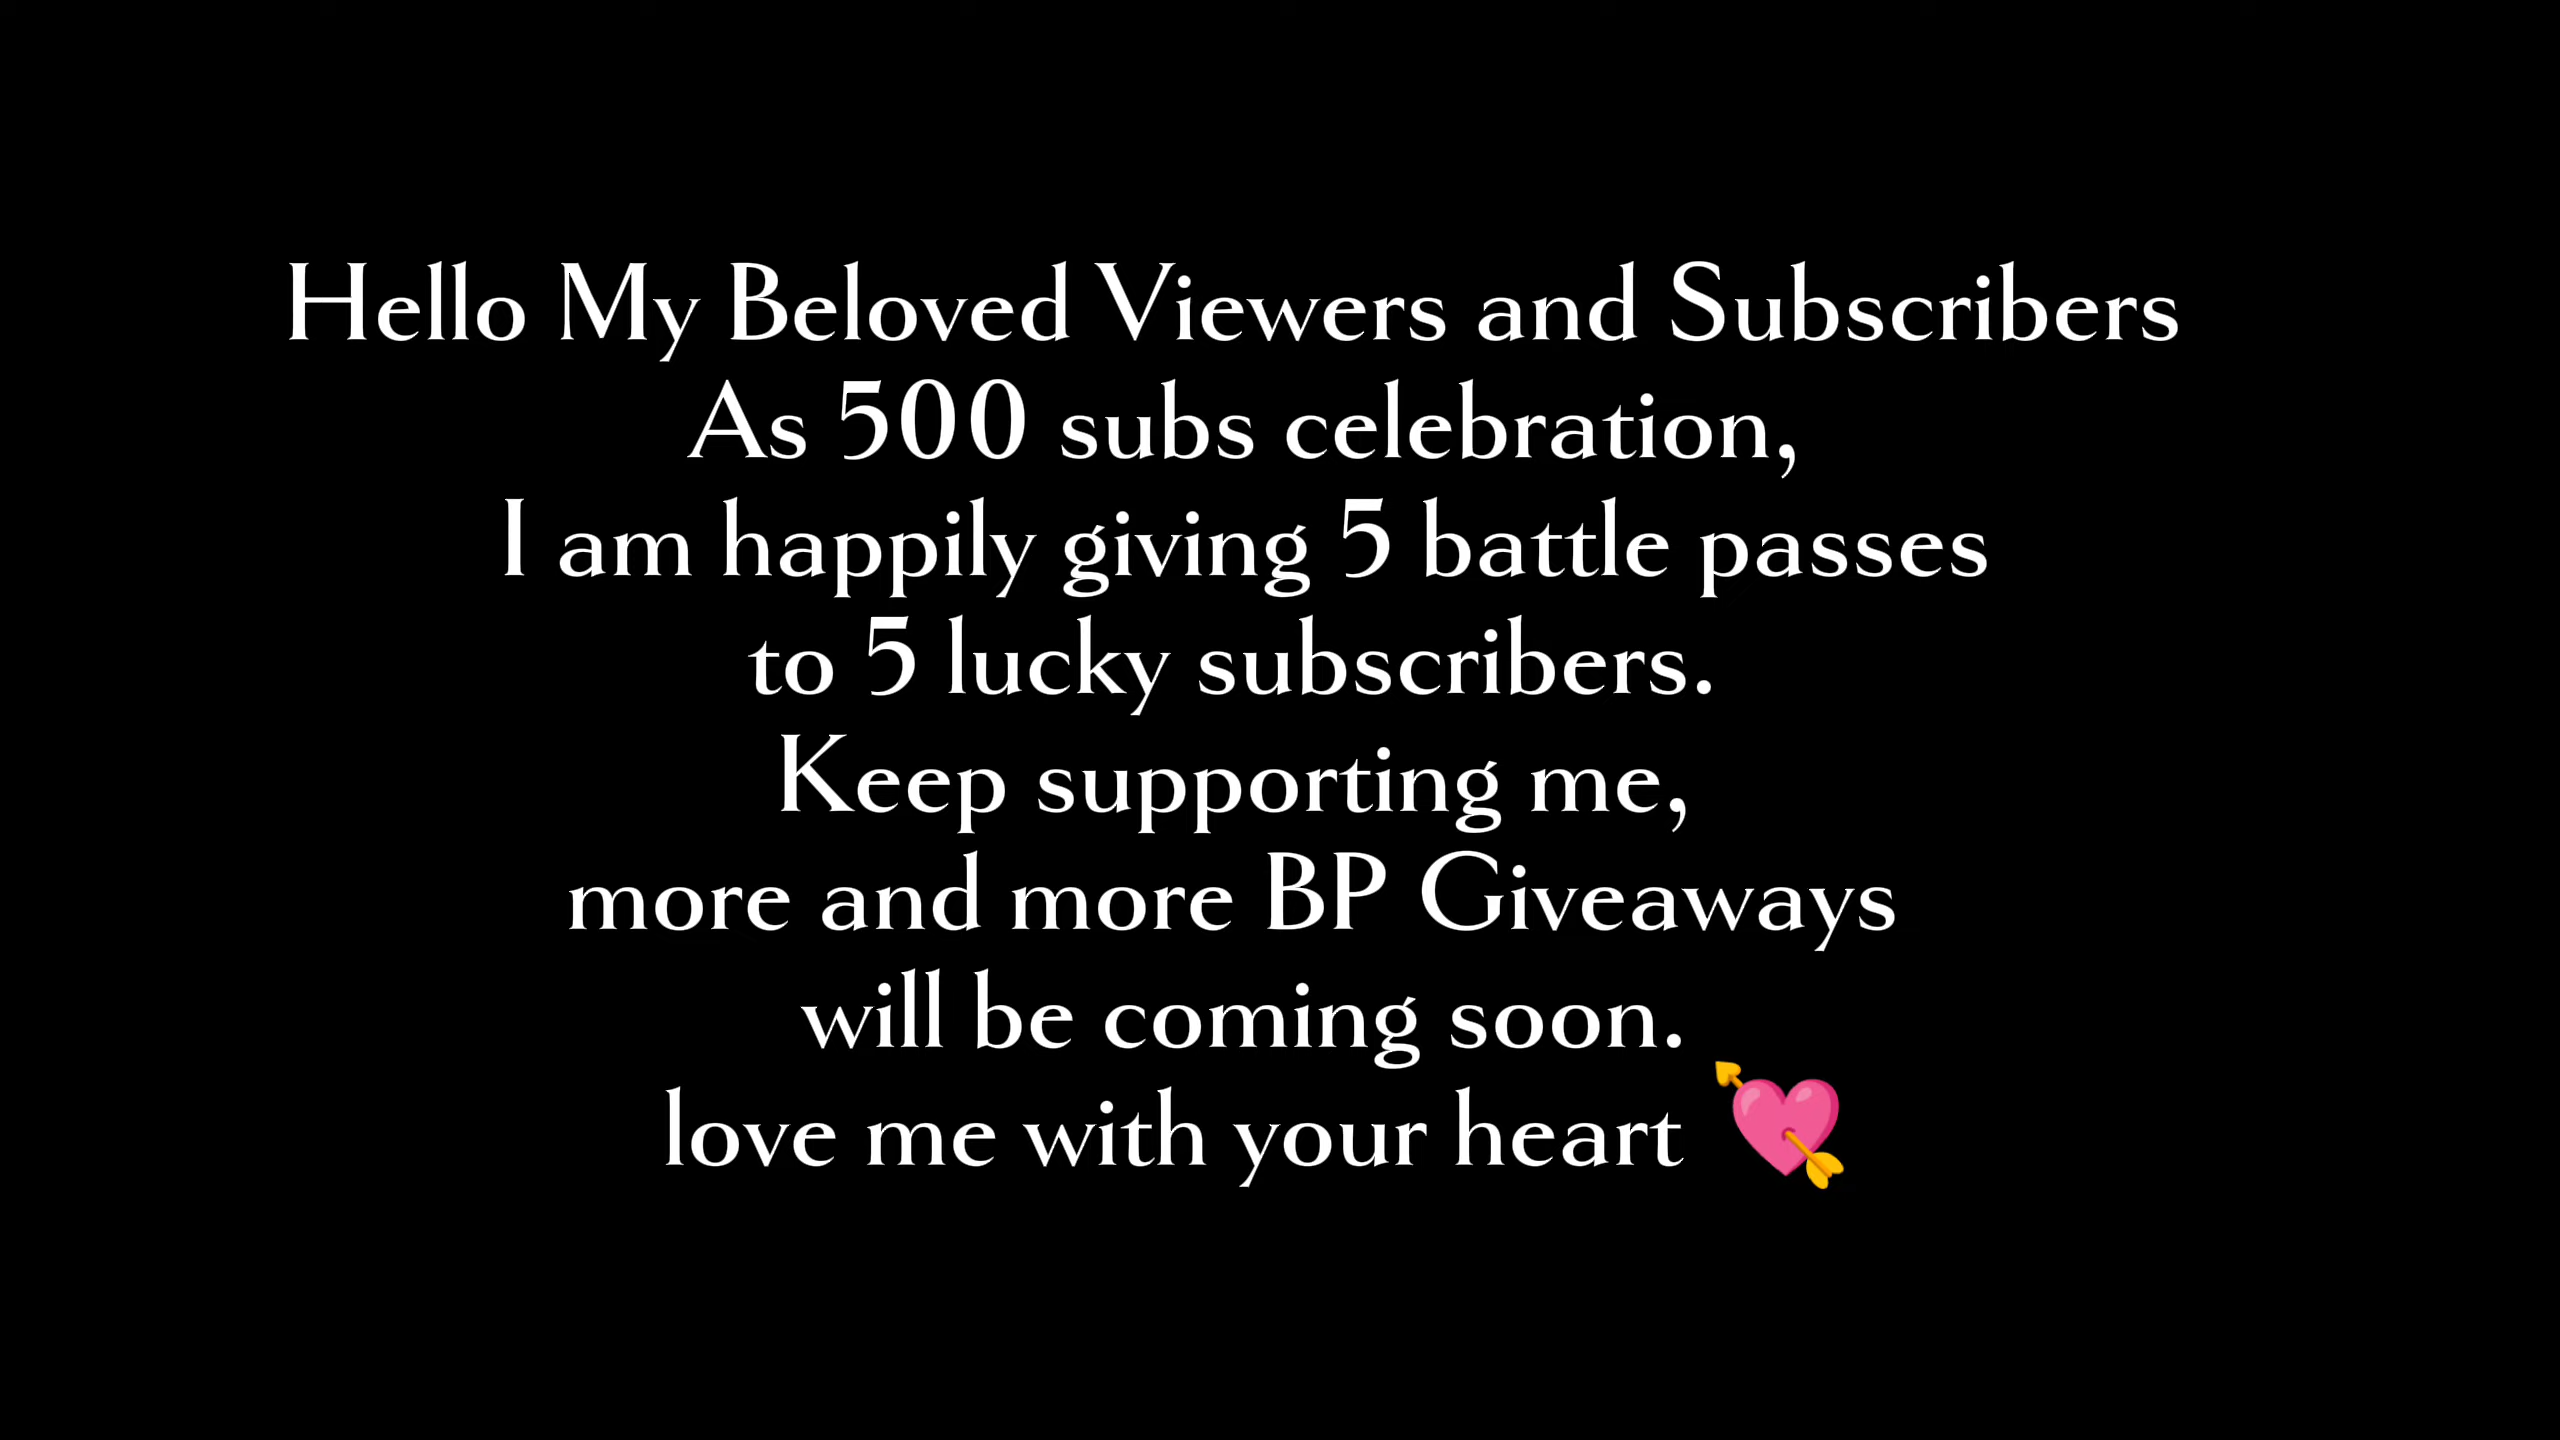 Hello My Beloved Viewers and Subscribers
As 500 subs celebration,
I am happily giving 5 battle passes
to 5 lucky subscribers.
Keep supporting me,
more and more BP Giveaways
will be coming soon.
love me with your heart 💘